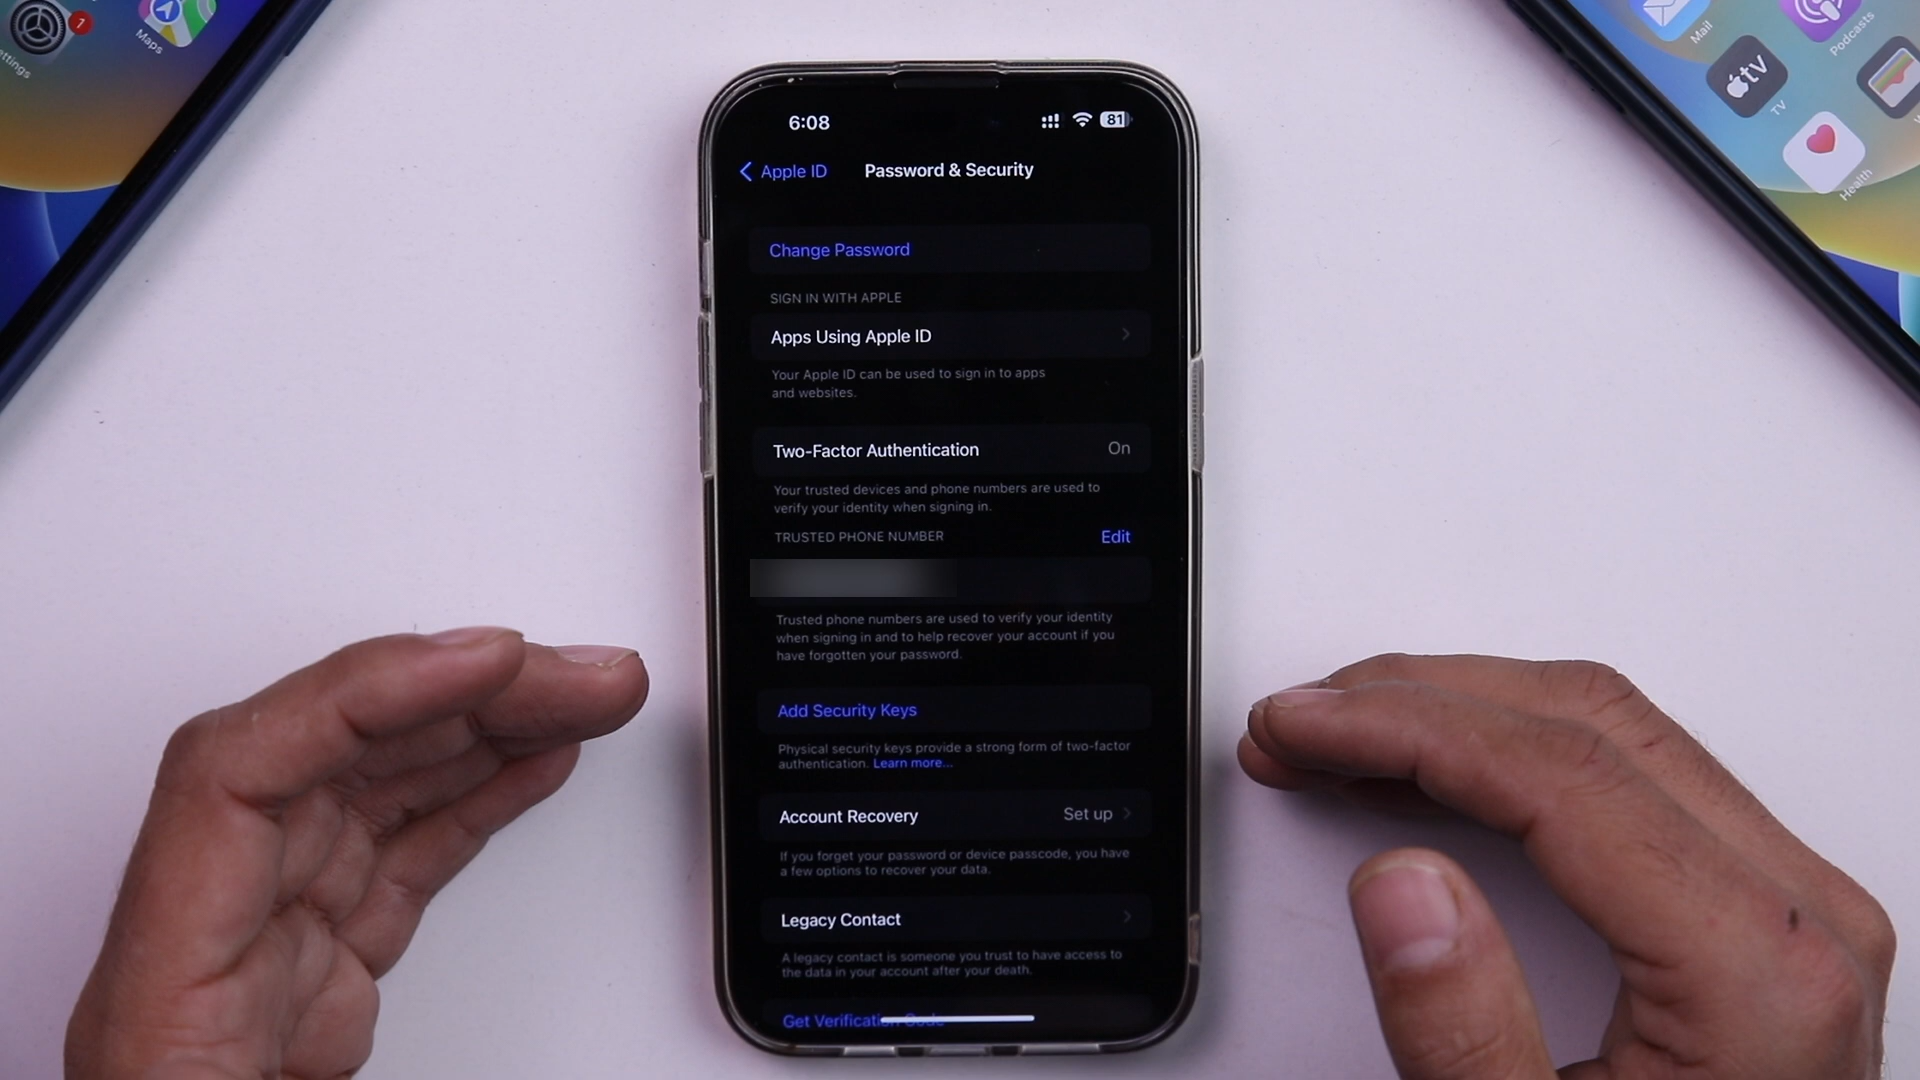 7
ettings
Maps
Mail
Podcasts
tv
TV
Health
6:08
81
Apple ID
Password & Security
Change Password
SIGN IN WITH APPLE
Apps Using Apple ID
Your Apple ID can be used to sign in to apps
and websites.
Two-Factor Authentication On
Your trusted devices and phone numbers are used to
verify your identity when signing in.
TRUSTED PHONE NUMBER Edit
Trusted phone numbers are used to verify your identity
when signing in and to help recover your account if you
have forgotten your password.
Add Security Keys
Physical security keys provide a strong form of two-factor
authentication. Learn more...
Account Recovery Set up
If you forget your password or device passcode, you have
a few options to recover your data.
Legacy Contact
A legacy contact is someone you trust to have access to
the data in your account after your death.
Get Verification Code